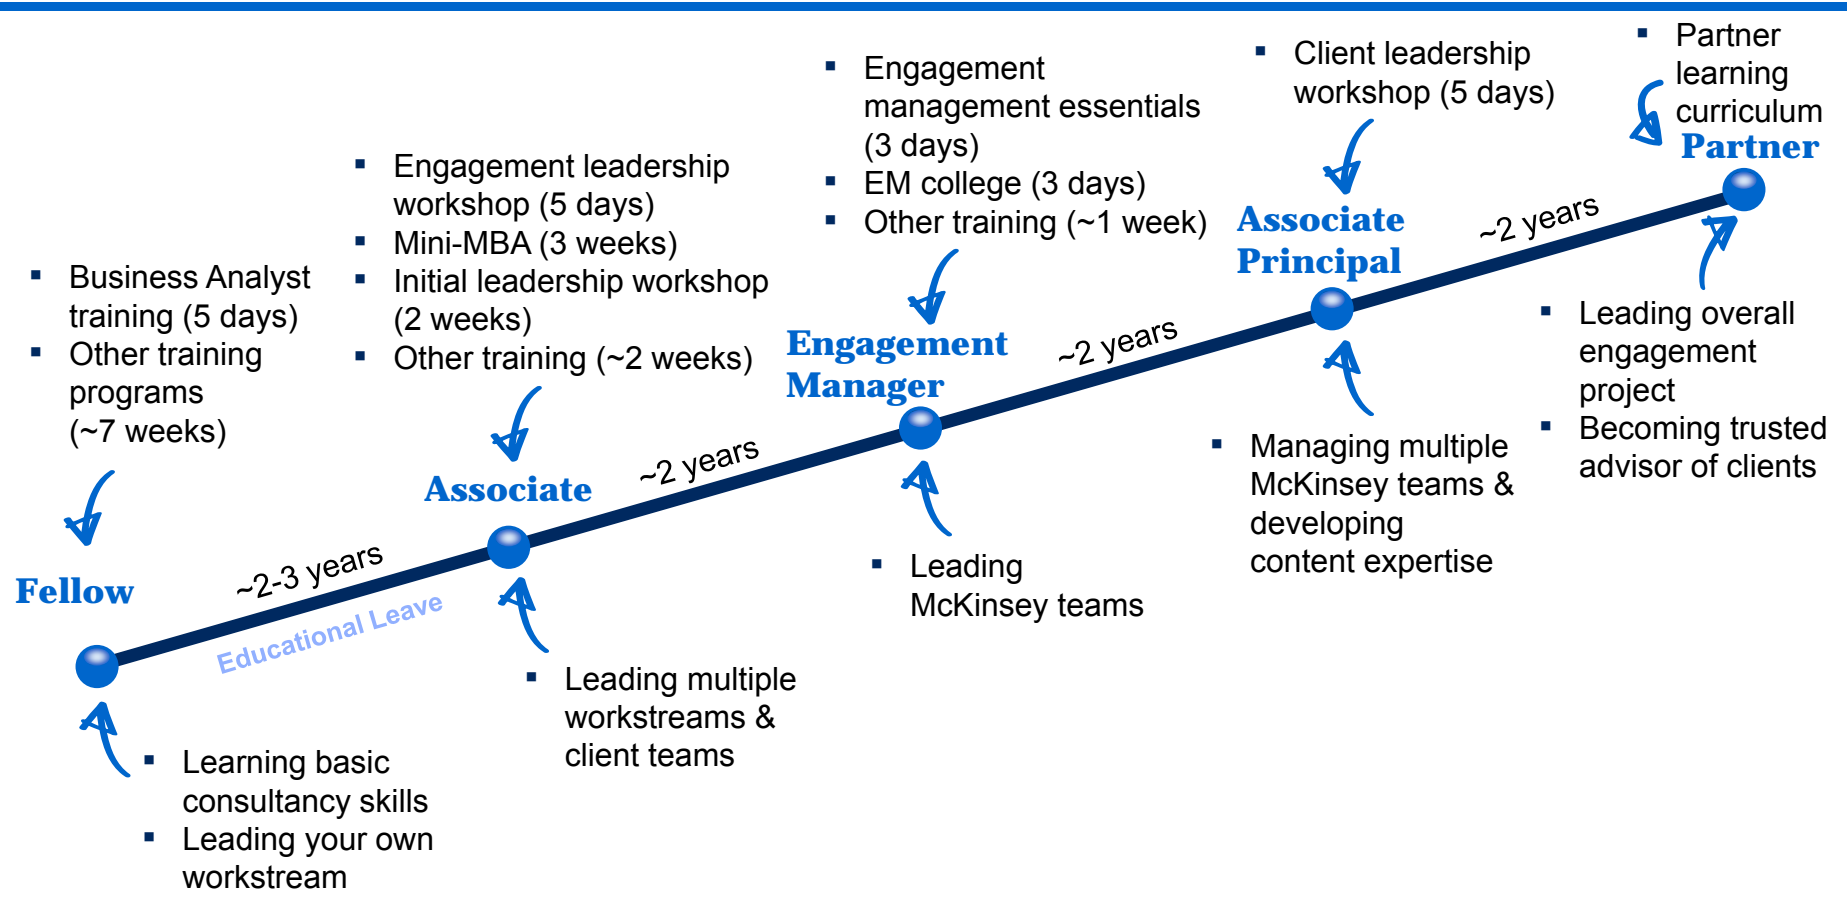 ▪ Business Analyst
training (5 days)
▪ Other training
programs
(~7 weeks)
Fellow
▪ Learning basic
consultancy skills
▪ Leading your own
workstream
~2-3 years
Educational Leave
▪ Engagement leadership
workshop (5 days)
▪ Mini-MBA (3 weeks)
▪ Initial leadership workshop
(2 weeks)
▪ Other training (~2 weeks)
Associate
▪ Leading multiple
workstreams &
client teams
~2 years
▪ Engagement
management essentials
(3 days)
▪ EM college (3 days)
▪ Other training (~1 week)
Engagement
Manager
▪ Leading
McKinsey teams
~2 years
▪ Client leadership
workshop (5 days)
Associate
Principal
▪ Managing multiple
McKinsey teams &
developing
content expertise
~2 years
▪ Partner
learning
curriculum
Partner
▪ Leading overall
engagement
project
▪ Becoming trusted
advisor of clients